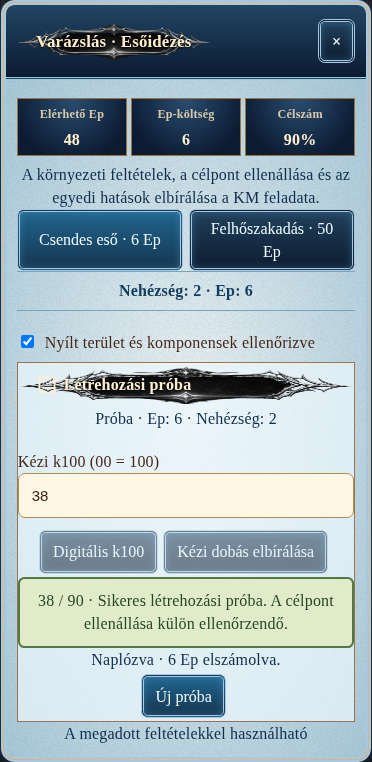 Varázslás · Esőidézés
×
Elérhető Ep
48
Ep-költség
6
Célszám
90%
A környezeti feltételek, a célpont ellenállása és az
egyedi hatások elbírálása a KM feladata.
Csendes eső · 6 Ep
Felhőszakadás · 50
Ep
Nehézség: 2 · Ep: 6
Nyílt terület és komponensek ellenőrizve
Létrehozási próba
Próba · Ep: 6 · Nehézség: 2
Kézi k100 (00 = 100)
38
Digitális k100
Kézi dobás elbírálása
38 / 90 · Sikeres létrehozási próba. A célpont
ellenállása külön ellenőrzendő.
Naplózva · 6 Ep elszámolva.
Új próba
A megadott feltételekkel használható